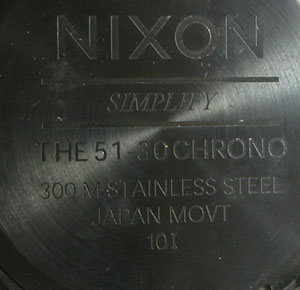 NIXON
SIMPLIFY
THE 51-30 CHRONO
300 M STAINLESS STEEL
JAPAN MOVT
10I